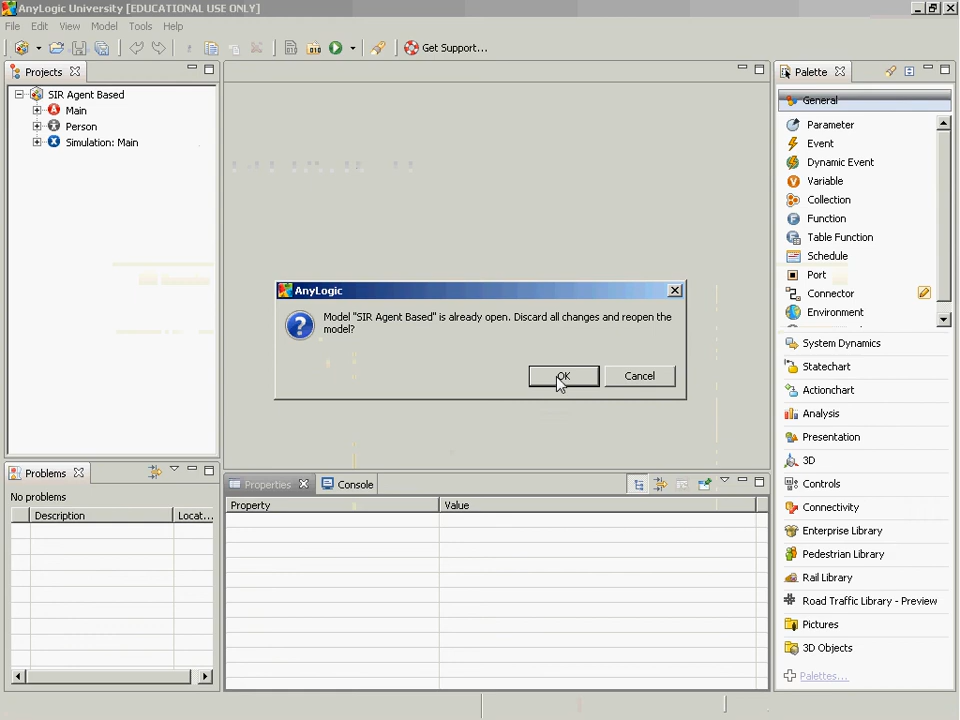 AnyLogic University [EDUCATIONAL USE ONLY]
File Edit View Model Tools Help
Get Support...
Projects
SIR Agent Based
Main
Person
Simulation: Main
Palette
General
Parameter
Event
Dynamic Event
Variable
Collection
Function
Table Function
Schedule
Port
Connector
Environment
System Dynamics
Statechart
Actionchart
Analysis
Presentation
3D
Controls
Connectivity
Enterprise Library
Pedestrian Library
Rail Library
Road Traffic Library - Preview
Pictures
3D Objects
Palettes...
AnyLogic
Model "SIR Agent Based" is already open. Discard all changes and reopen the
model?
OK Cancel
Problems
No problems
Description Locat...
Properties Console
Property Value